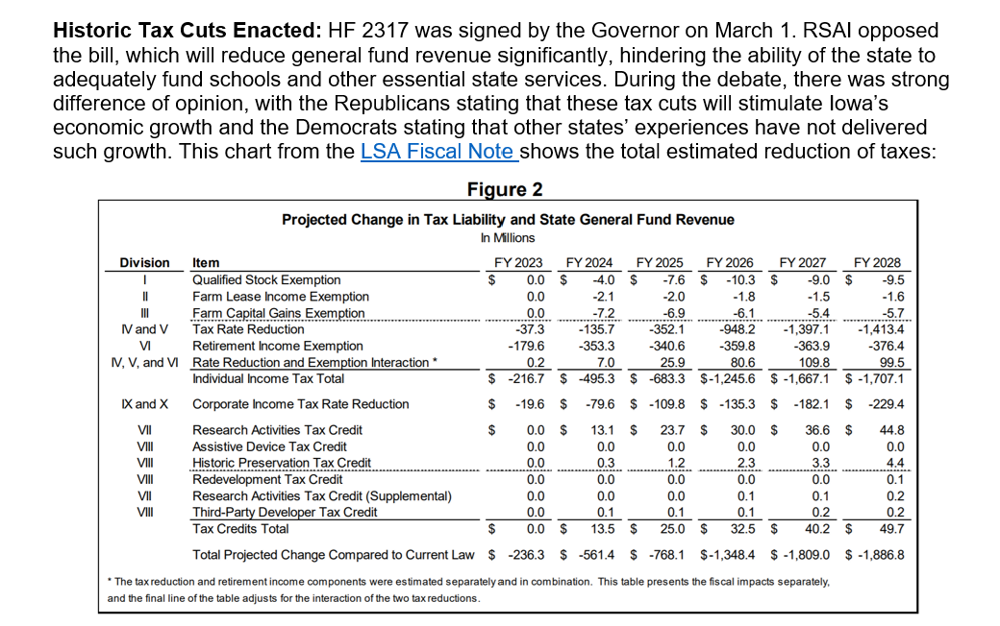 Historic Tax Cuts Enacted: HF 2317 was signed by the Governor on March 1. RSAI opposed
the bill, which will reduce general fund revenue significantly, hindering the ability of the state to
adequately fund schools and other essential state services. During the debate, there was strong
difference of opinion, with the Republicans stating that these tax cuts will stimulate Iowa's
economic growth and the Democrats stating that other states' experiences have not delivered
such growth. This chart from the LSA Fiscal Note shows the total estimated reduction of taxes:
Figure 2
Projected Change in Tax Liability and State General Fund Revenue
In Millions
Division Item FY 2023 FY 2024 FY 2025 FY 2026 FY 2027 FY 2028
I Qualified Stock Exemption $ 0.0 $ -4.0 $ -7.6 $ -10.3 $ -9.0 $ -9.5
II Farm Lease Income Exemption 0.0 -2.1 -2.0 -1.8 -1.5 -1.6
III Farm Capital Gains Exemption 0.0 -7.2 -6.9 -6.1 -5.4 -5.7
IV and V Tax Rate Reduction -37.3 -135.7 -352.1 -948.2 -1,397.1 -1,413.4
VI Retirement Income Exemption -179.6 -353.3 -340.6 -359.8 -363.9 -376.4
IV, V, and VI Rate Reduction and Exemption Interaction * 0.2 7.0 25.9 80.6 109.8 99.5
Individual Income Tax Total $ -216.7 $ -495.3 $ -683.3 $-1,245.6 $ -1,667.1 $ -1,707.1
IX and X Corporate Income Tax Rate Reduction $ -19.6 $ -79.6 $ -109.8 $ -135.3 $ -182.1 $ -229.4
VII Research Activities Tax Credit $ 0.0 $ 13.1 $ 23.7 $ 30.0 $ 36.6 $ 44.8
VIII Assistive Device Tax Credit 0.0 0.0 0.0 0.0 0.0 0.0
VIII Historic Preservation Tax Credit 0.0 0.3 1.2 2.3 3.3 4.4
VIII Redevelopment Tax Credit 0.0 0.0 0.0 0.0 0.0 0.1
VII Research Activities Tax Credit (Supplemental) 0.0 0.0 0.0 0.1 0.1 0.2
VIII Third-Party Developer Tax Credit 0.0 0.1 0.1 0.1 0.2 0.2
Tax Credits Total $ 0.0 $ 13.5 $ 25.0 $ 32.5 $ 40.2 $ 49.7
Total Projected Change Compared to Current Law $ -236.3 $ -561.4 $ -768.1 $-1,348.4 $ -1,809.0 $ -1,886.8
* The tax reduction and retirement income components were estimated separately and in combination. This table presents the fiscal impacts separately,
and the final line of the table adjusts for the interaction of the two tax reductions.